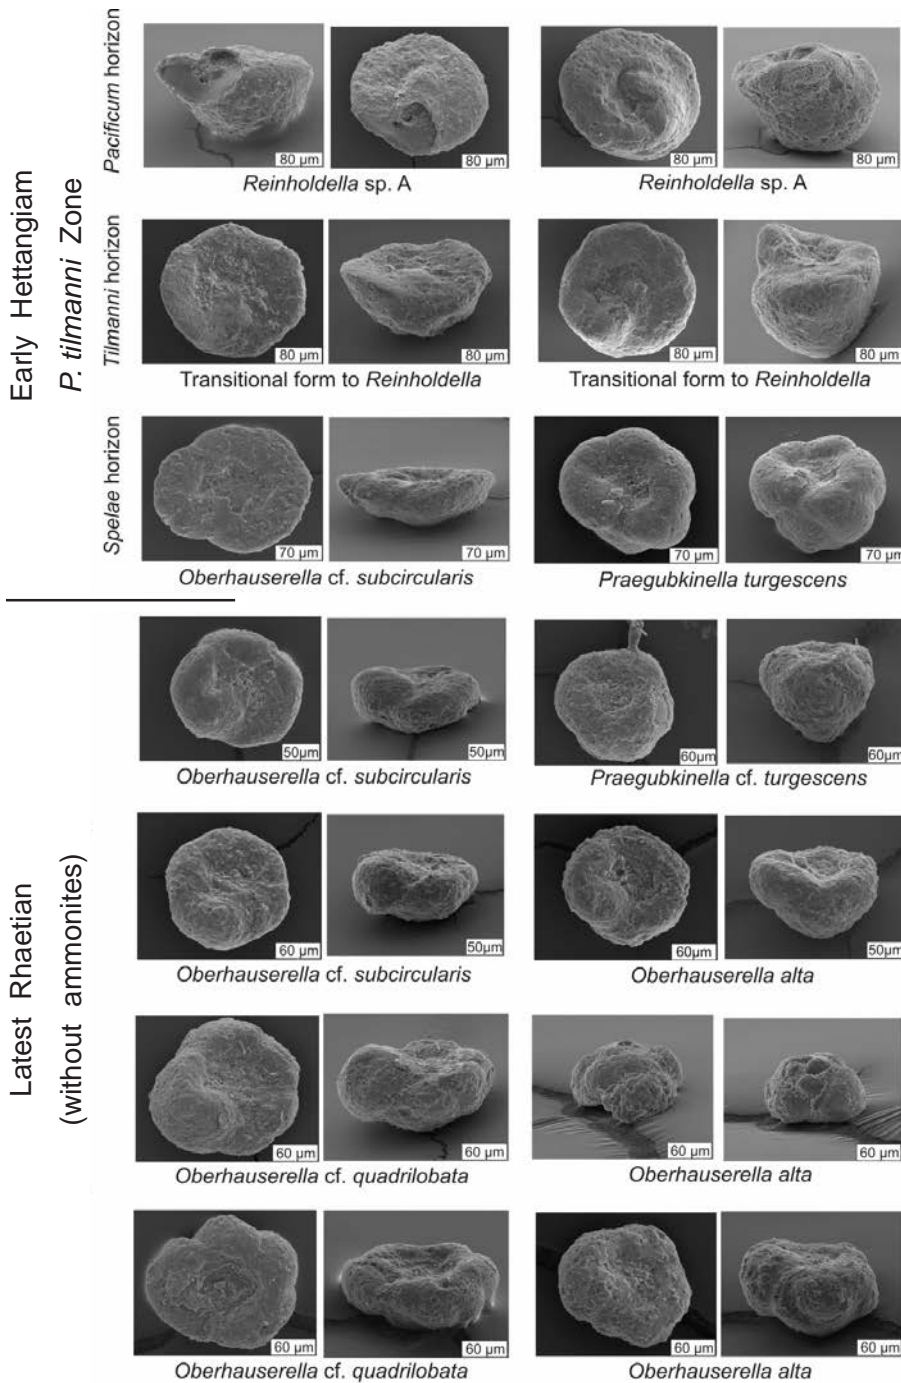 Early Hettangiam
P. tilmanni Zone
Pacificum horizon
80 µm
80 µm
80 µm
80 µm
Reinholdella sp. A
Reinholdella sp. A
Tilmanni horizon
80 µm
80 µm
80 µm
80 µm
Transitional form to Reinholdella
Transitional form to Reinholdella
Spelae horizon
70 µm
70 µm
70 µm
70 µm
Oberhauserella cf. subcircularis
Praegubkinella turgescens
Latest Rhaetian
(without ammonites)
50µm
50µm
60µm
60µm
Oberhauserella cf. subcircularis
Praegubkinella cf. turgescens
60 µm
50µm
60µm
50µm
Oberhauserella cf. subcircularis
Oberhauserella alta
60 µm
60 µm
60 µm
60 µm
Oberhauserella cf. quadrilobata
Oberhauserella alta
60 µm
60 µm
60 µm
60 µm
Oberhauserella cf. quadrilobata
Oberhauserella alta